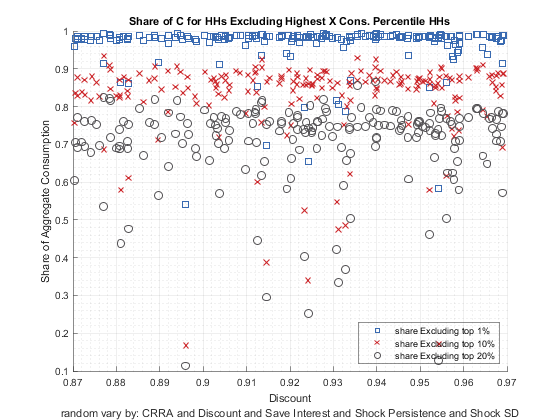 Share of C for HHs Excluding Highest X Cons. Percentile HHs
Share of Aggregate Consumption
1
0.9
0.8
0.7
0.6
0.5
0.4
0.3
0.2
0.1
share Excluding top 1%
share Excluding top 10%
share Excluding top 20%
0.87 0.88 0.89 0.9 0.91 0.92 0.93 0.94 0.95 0.96 0.97
Discount
random vary by: CRRA and Discount and Save Interest and Shock Persistence and Shock SD